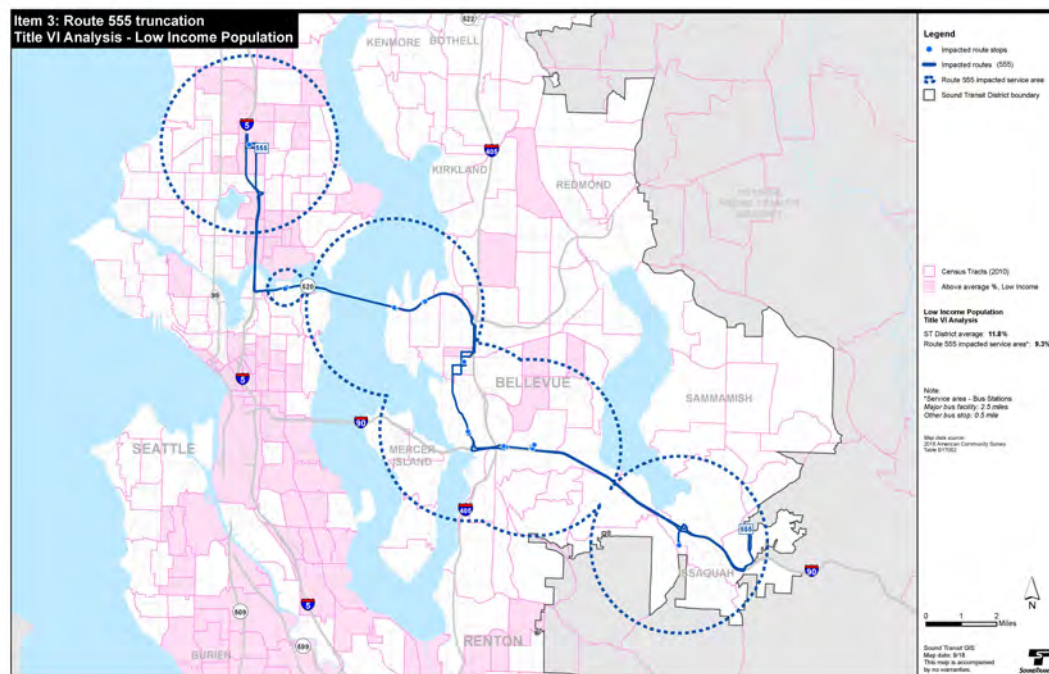 Item 3: Route 555 truncation
Title VI Analysis - Low Income Population
522
KENMORE
BOTHELL
5
555
405
KIRKLAND
REDMOND
520
99
BELLEVUE
SAMMAMISH
5
90
SEATTLE
MERCER
ISLAND
405
555
ISSAQUAH
90
5
509
599
BURIEN
RENTON
Legend
Impacted route stops
Impacted routes (555)
Route 555 impacted service area
Sound Transit District boundary
Census Tracts (2010)
Above average %, Low Income
Low Income Population
Title VI Analysis
ST District average: 11.8%
Route 555 impacted service area*: 9.3%
Note:
*Service area - Bus Stations
Major bus facility: 2.5 miles
Other bus stop: 0.5 mile
Map data source:
2016 American Community Survey
N
0 1 2
Miles
Sound Transit GIS
Map date: 9/18
This map is accompanied
by no warranties.
SOUNDTRANSIT